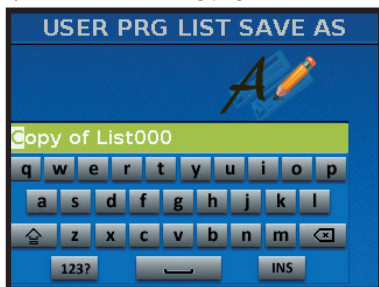 USER PRG LIST SAVE AS
A
Copy of List000
q w e r t y u i o p
a s d f g h j k l
z x c v b n m
123? INS